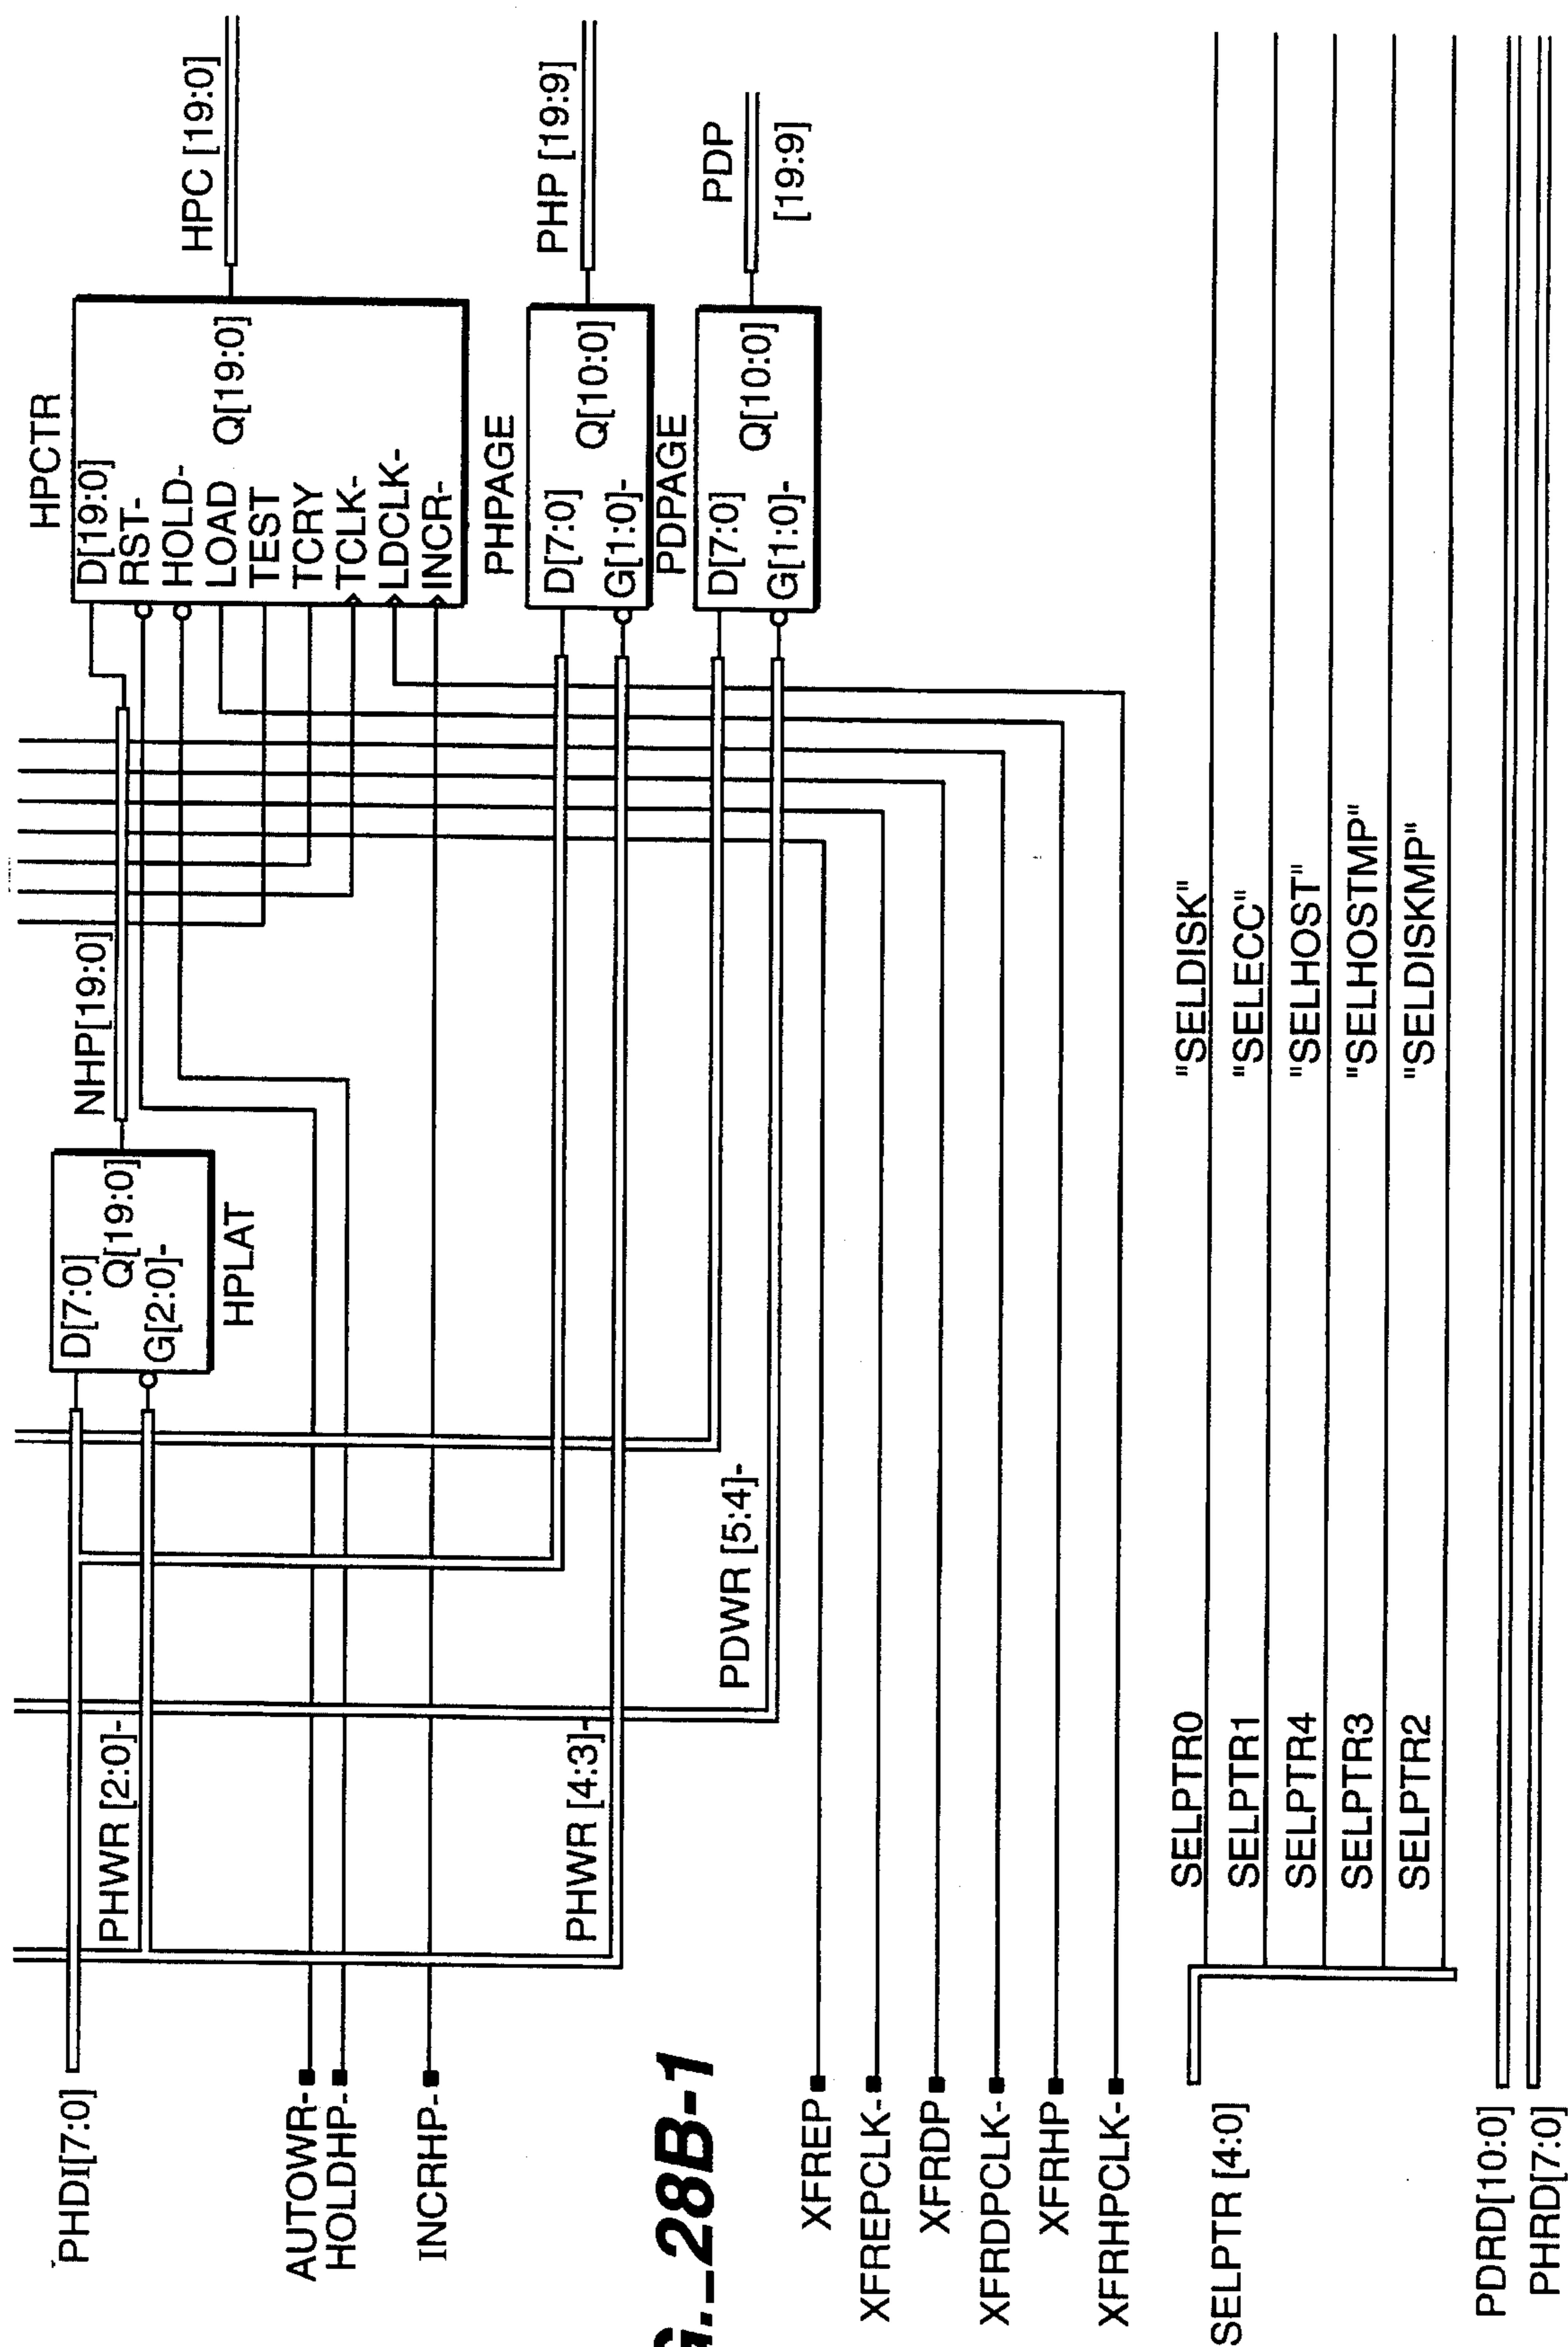 HPCTR
D[19:0]
RST-
HOLD-
LOAD
Q[19:0]
TEST
TCRY
TCLK-
LDCLK-
INCR-
HPC [19:0]
NHP[19:0]
D[7:0]
Q[19:0]
G[2:0]-
HPLAT
PHDI[7:0]
PHWR [2:0]-
AUTOWR-
HOLDHP-
INCRHP-
PHPAGE
D[7:0]
Q[10:0]
G[1:0]-
PHP [19:9]
PHWR [4:3]-
PDPAGE
D[7:0]
Q[10:0]
G[1:0]-
PDP
[19:9]
PDWR [5:4]-
G._28B-1
XFREP
XFREPCLK-
XFRDP
XFRDPCLK-
XFRHP
XFRHPCLK-
SELPTR [4:0]
SELPTR0 "SELDISK"
SELPTR1 "SELECC"
SELPTR4 "SELHOST"
SELPTR3 "SELHOSTMP"
SELPTR2 "SELDISKMP"
PDRD[10:0]
PHRD[7:0]